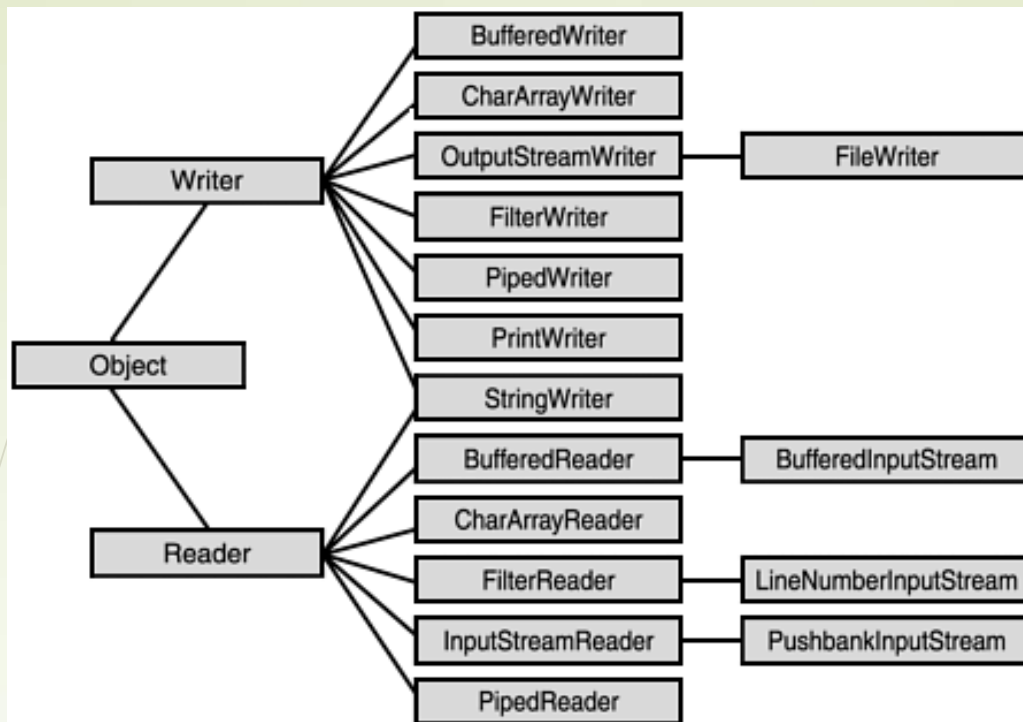 BufferedWriter
CharArrayWriter
OutputStreamWriter
FileWriter
Writer
FilterWriter
PipedWriter
PrintWriter
Object
StringWriter
BufferedReader
BufferedInputStream
CharArrayReader
Reader
FilterReader
LineNumberInputStream
InputStreamReader
PushbankInputStream
PipedReader